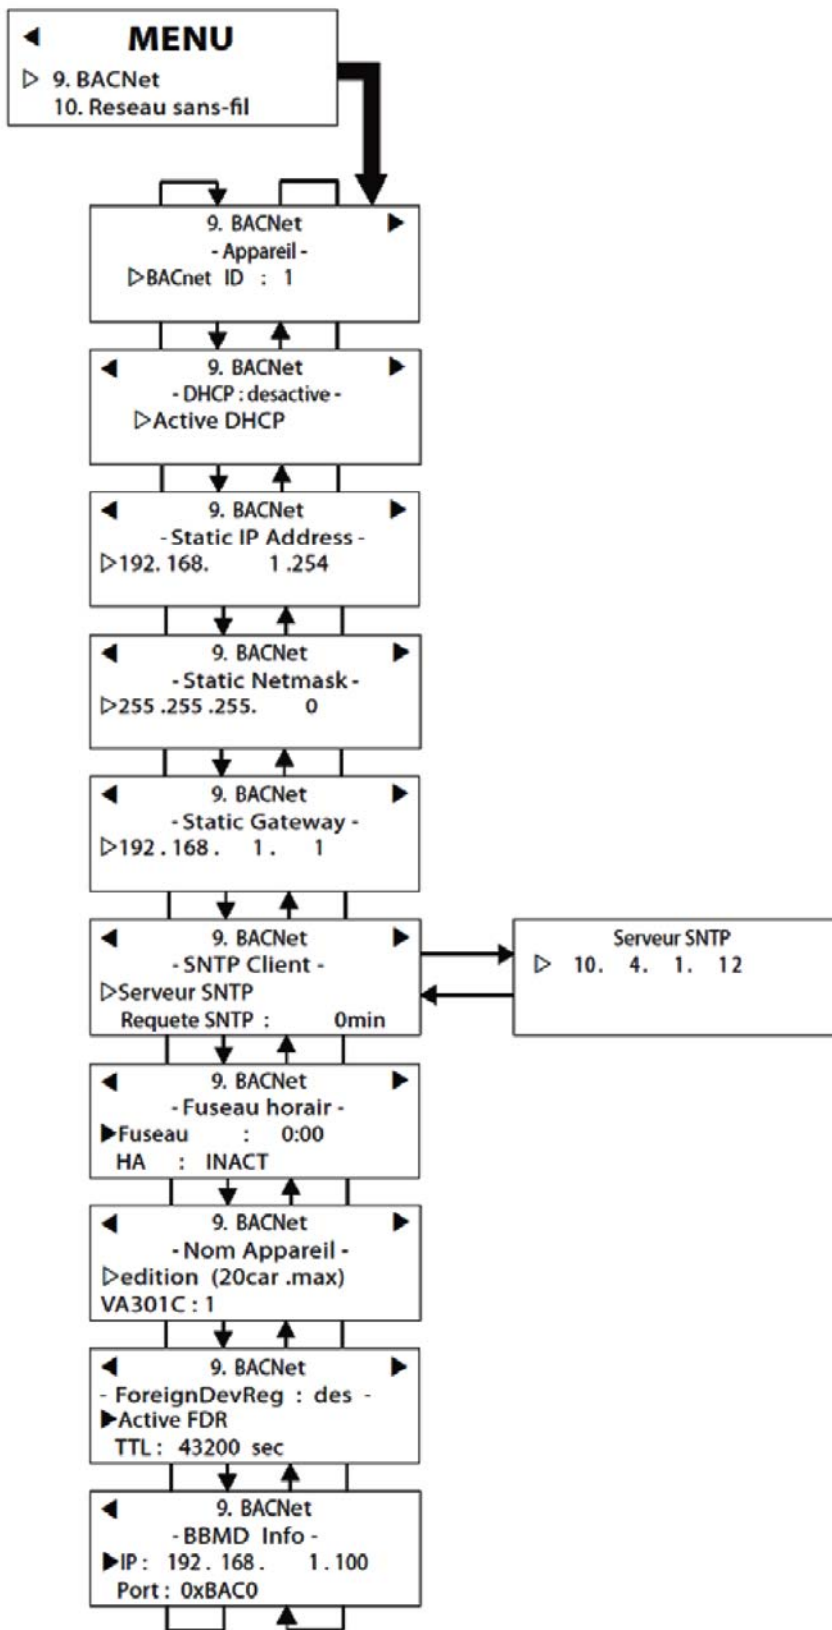 MENU
9. BACNet
10. Reseau sans-fil
9. BACNet
- Appareil -
BACnet ID : 1
9. BACNet
- DHCP : desactive -
Active DHCP
9. BACNet
- Static IP Address -
192. 168. 1 .254
9. BACNet
- Static Netmask -
255 .255 .255. 0
9. BACNet
- Static Gateway -
192 . 168 . 1 . 1
9. BACNet
- SNTP Client -
Serveur SNTP
Requete SNTP : 0min
Serveur SNTP
10. 4. 1. 12
9. BACNet
- Fuseau horair -
Fuseau : 0:00
HA : INACT
9. BACNet
- Nom Appareil -
edition (20car .max)
VA301C : 1
9. BACNet
- ForeignDevReg : des -
Active FDR
TTL : 43200 sec
9. BACNet
- BBMD Info -
IP : 192 . 168 . 1 . 100
Port : 0xBAC0